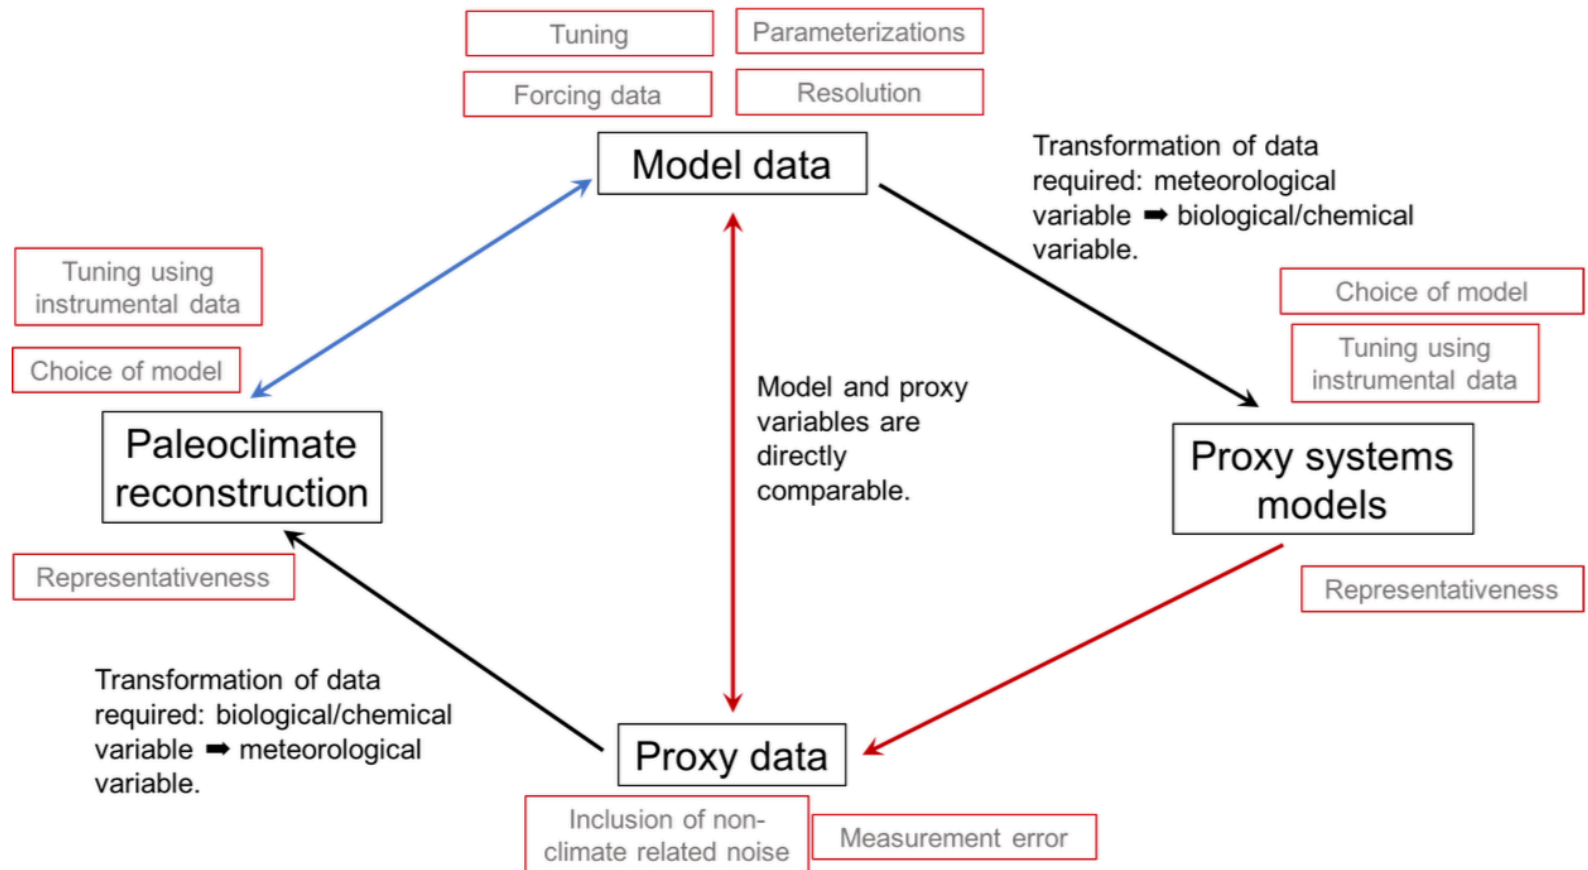 Tuning
Parameterizations
Forcing data
Resolution
Model data
Transformation of data
required: meteorological
variable ➡ biological/chemical
variable.
Tuning using
instrumental data
Choice of model
Choice of model
Tuning using
instrumental data
Model and proxy
variables are
directly
comparable.
Paleoclimate
reconstruction
Proxy systems
models
Representativeness
Representativeness
Transformation of data
required: biological/chemical
variable ➡ meteorological
variable.
Proxy data
Inclusion of non-
climate related noise
Measurement error